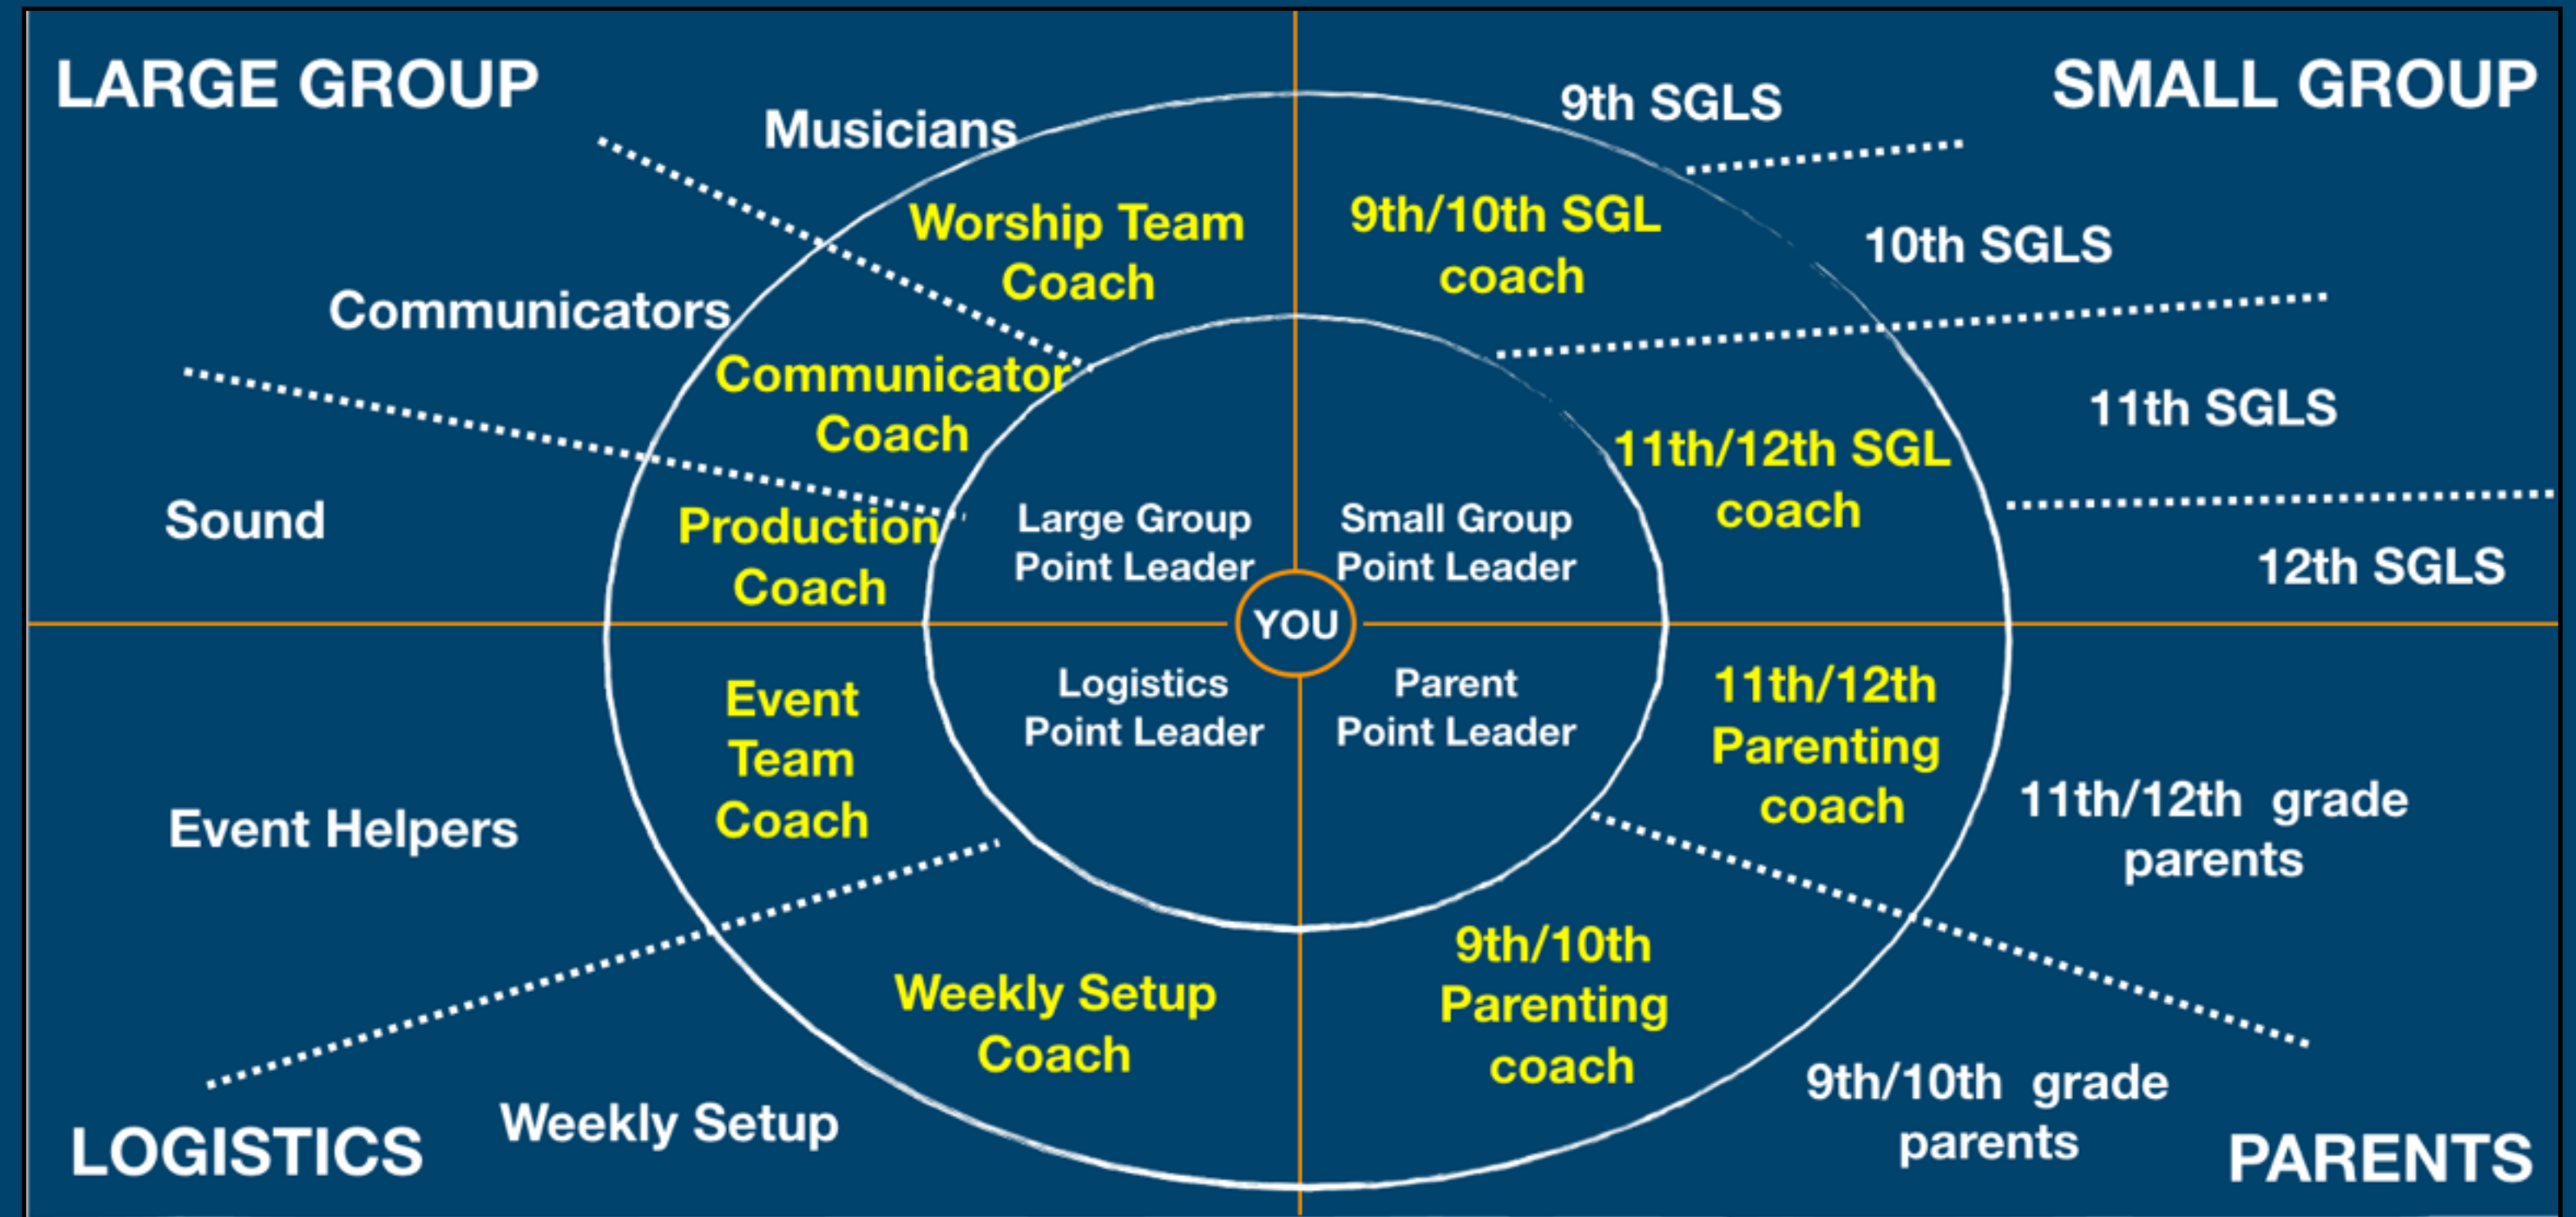 LARGE GROUP
Musicians
Worship Team
Coach
Communicators
Communicator
Coach
Sound
Production
Coach
Large Group
Point Leader
SMALL GROUP
9th SGLS
9th/10th SGL
coach
10th SGLS
11th SGLS
11th/12th SGL
coach
12th SGLS
Small Group
Point Leader
YOU
Logistics
Point Leader
Event
Team
Coach
Event Helpers
Weekly Setup
Coach
Weekly Setup
LOGISTICS
Parent
Point Leader
11th/12th
Parenting
coach
11th/12th grade
parents
9th/10th
Parenting
coach
9th/10th grade
parents
PARENTS